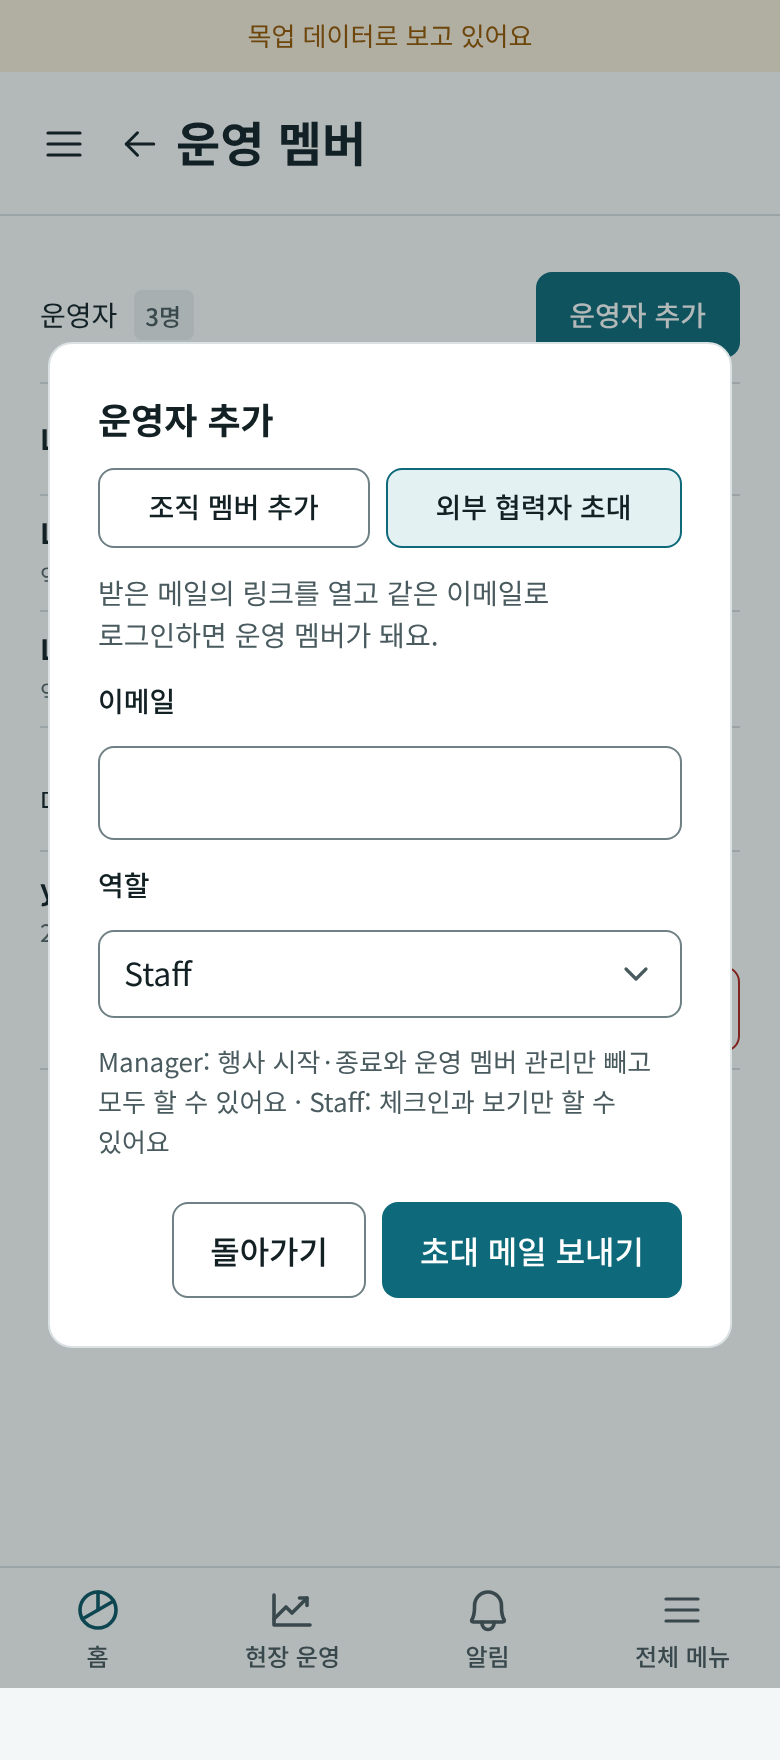 목업 데이터로 보고 있어요
운영 멤버
운영자 3명
운영자 추가
운영자 추가
조직 멤버 추가
외부 협력자 초대
받은 메일의 링크를 열고 같은 이메일로
로그인하면 운영 멤버가 돼요.
이메일
역할
Staff
Manager: 행사 시작·종료와 운영 멤버 관리만 빼고
모두 할 수 있어요 · Staff: 체크인과 보기만 할 수
있어요
돌아가기
초대 메일 보내기
홈
현장 운영
알림
전체 메뉴